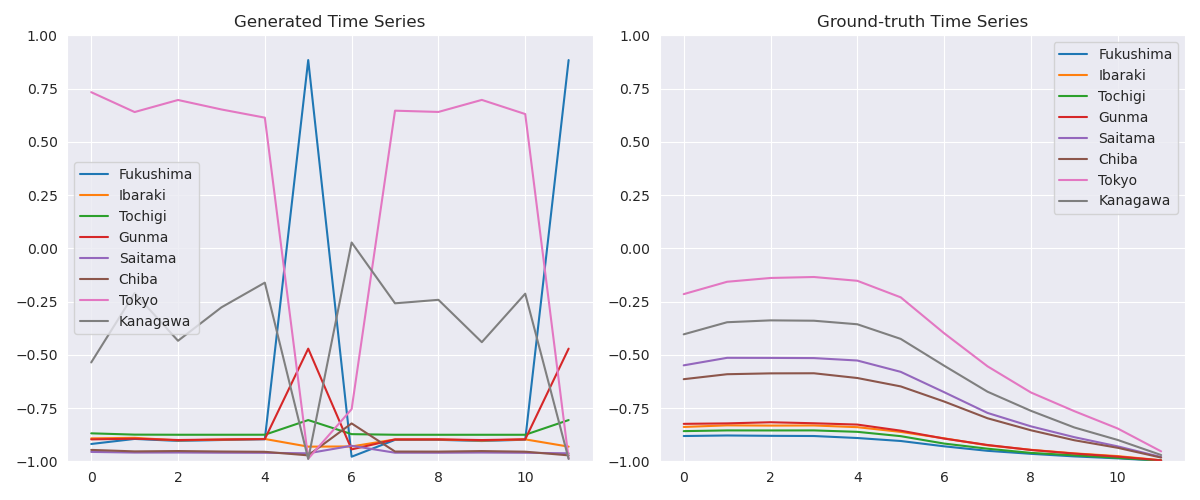 Generated Time Series
1.00
0.75
0.50
0.25
0.00
−0.25
−0.50
−0.75
−1.00
0 2 4 6 8 10
Fukushima
Ibaraki
Tochigi
Gunma
Saitama
Chiba
Tokyo
Kanagawa
Ground-truth Time Series
1.00
0.75
0.50
0.25
0.00
−0.25
−0.50
−0.75
−1.00
0 2 4 6 8 10
Fukushima
Ibaraki
Tochigi
Gunma
Saitama
Chiba
Tokyo
Kanagawa